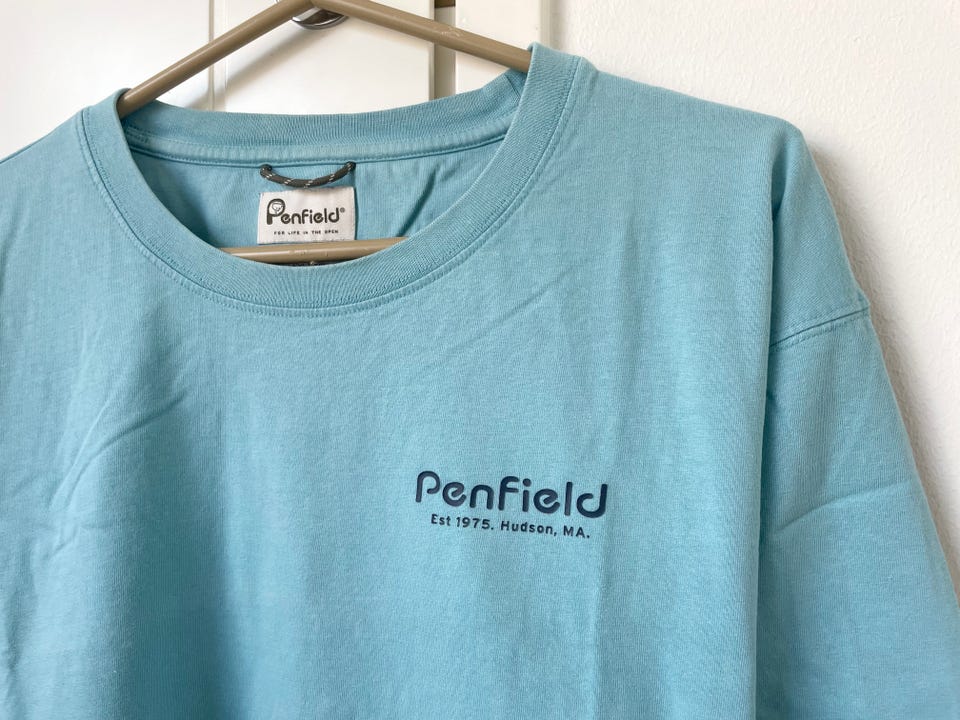 Penfield®
FOR LIFE IN THE OPEN
Penfield
Est 1975. Hudson, MA.